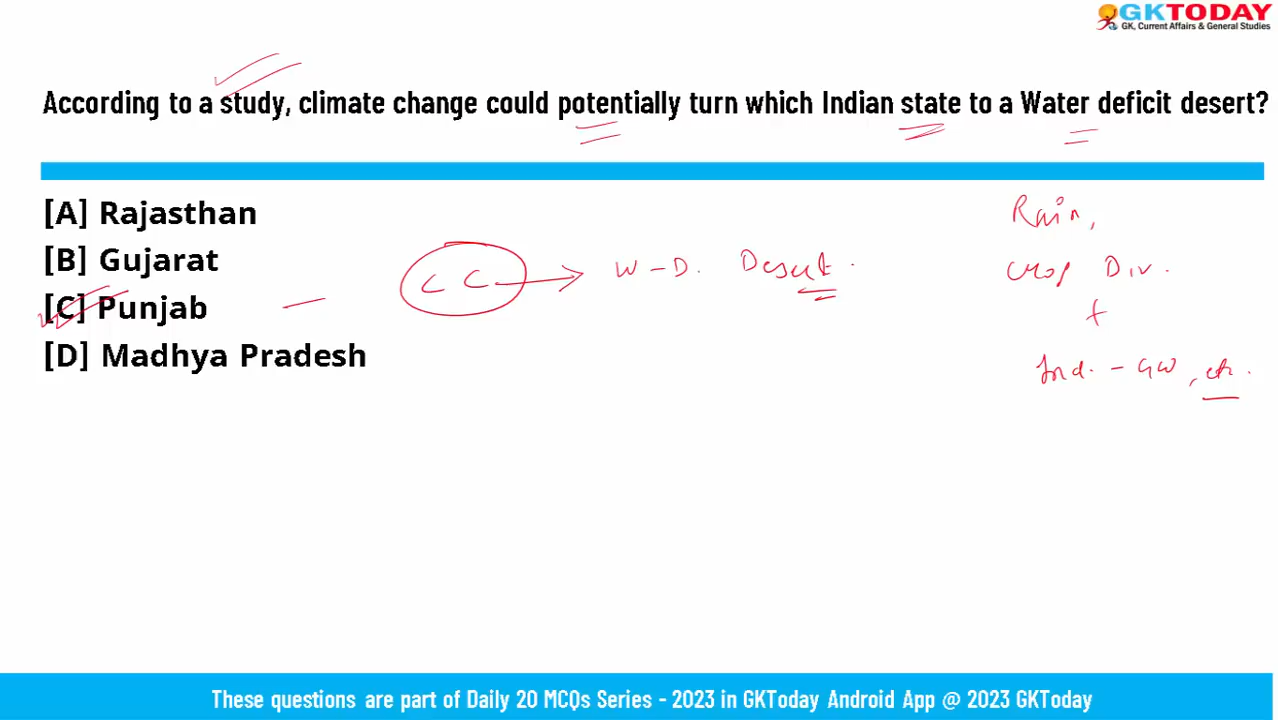 GKTODAY
GK, Current Affairs & General Studies
According to a study, climate change could potentially turn which Indian state to a Water deficit desert?
[A] Rajasthan
[B] Gujarat
[C] Punjab
[D] Madhya Pradesh
CC
W-D. Desert.
Rain,
crop Div.
+
Ind. - GW, etc.
These questions are part of Daily 20 MCQs Series - 2023 in GKToday Android App @ 2023 GKToday